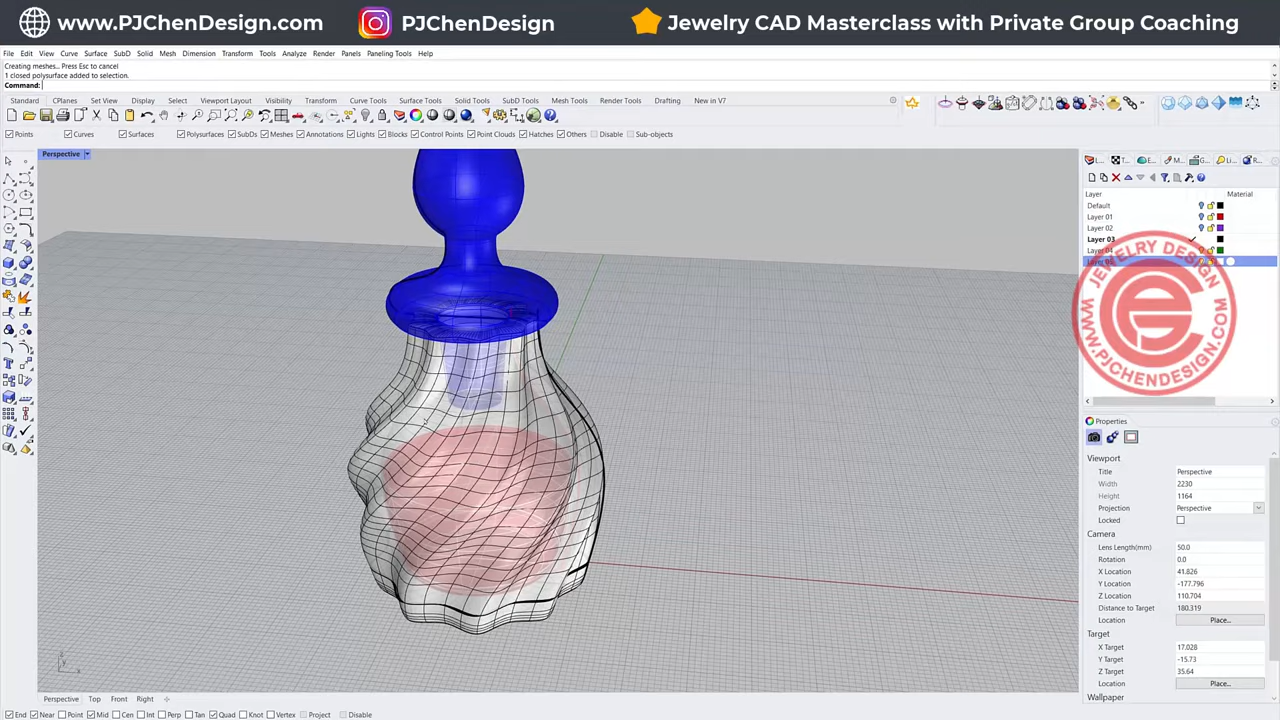 www.PJChenDesign.com PJChenDesign Jewelry CAD Masterclass with Private Group Coaching
File Edit View Curve Surface SubD Solid Mesh Dimension Transform Tools Analyze Render Panels Paneling Tools Help
Creating meshes... Press Esc to cancel
1 closed polysurface added to selection.
Command:
Standard CPlanes Set View Display Select Viewport Layout Visibility Transform Curve Tools Surface Tools Solid Tools SubD Tools Mesh Tools Render Tools Drafting New in V7
Points Curves Surfaces Polysurfaces SubDs Meshes Annotations Lights Blocks Control Points Point Clouds Hatches Others Disable Sub-objects
Perspective
Layer Material
Default
Layer 01
Layer 02
Layer 03
JEWELRY DESIGN
WWW.PJCHENDESIGN.COM
Properties
Viewport
Title Perspective
Width 2230
Height 1164
Projection Perspective
Locked
Camera
Lens Length(mm) 50.0
Rotation 0.0
X Location 41.826
Y Location -177.796
Z Location 110.704
Distance to Target 180.319
Location Place...
Target
X Target 17.028
Y Target -15.73
Z Target 35.64
Location Place...
Wallpaper
Perspective Top Front Right
End Near Point Mid Cen Int Perp Tan Quad Knot Vertex Project Disable